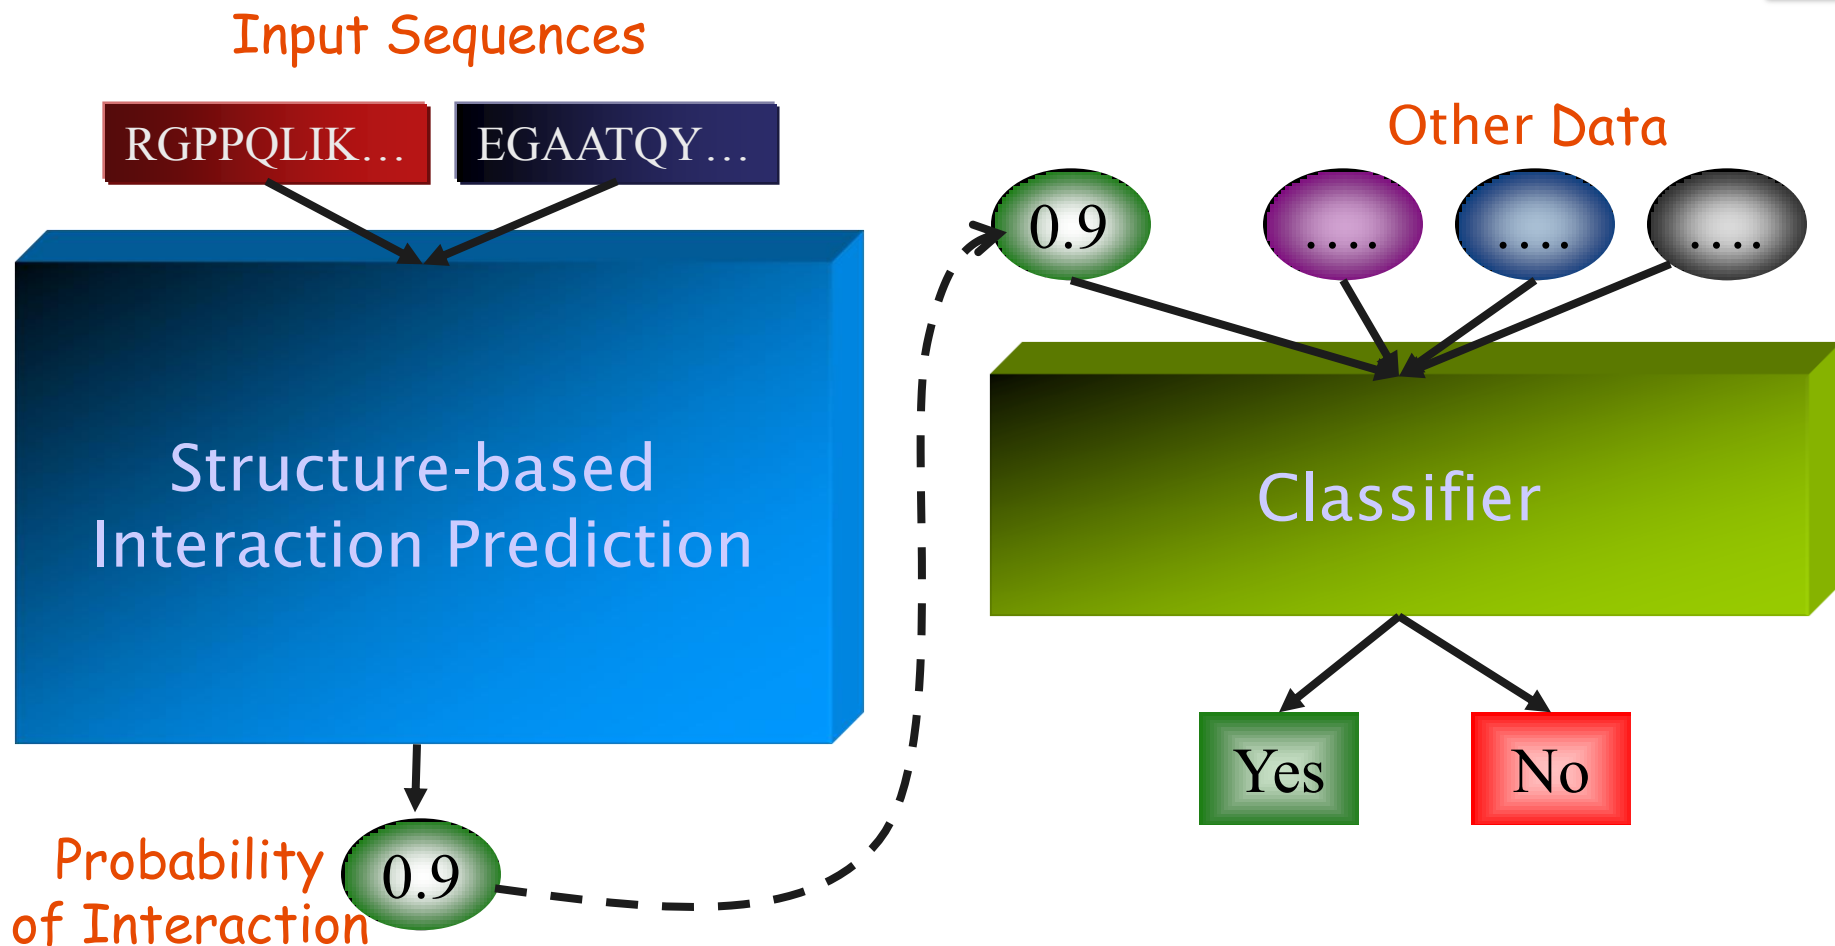 Input Sequences
RGPPQLIK…
EGAATQY…
Structure-based
Interaction Prediction
0.9
Probability
of Interaction
Other Data
0.9
....
....
....
Classifier
Yes
No